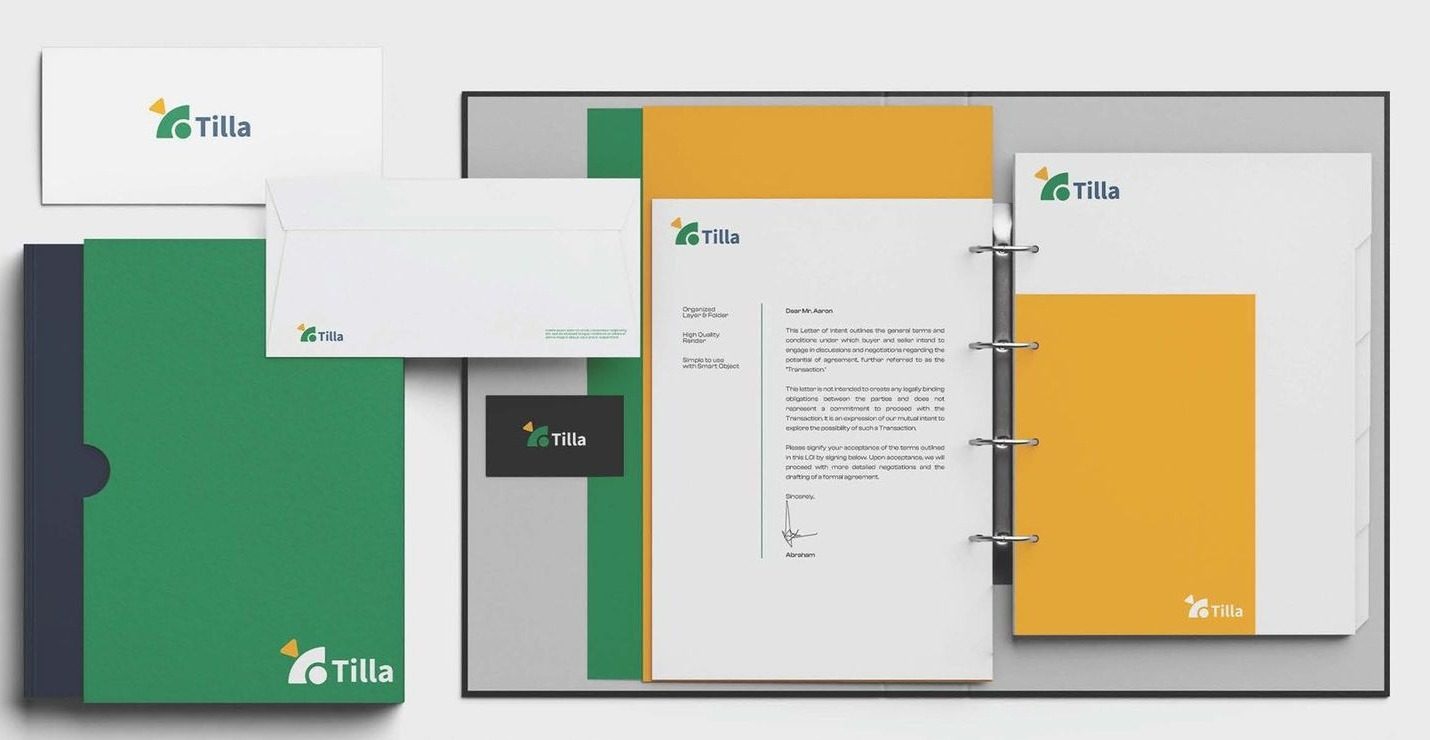 Tilla
Tilla
Tilla
Tilla
Organized
Layer & Folder
High Quality
Render
Simple to use
with Smart Object
Dear Mr. Aaron
This Letter of Intent outlines the general terms and
conditions under which buyer and seller intend to
engage in discussions and negotiations regarding the
potential of agreement, further referred to as the
"Transaction."
This letter is not intended to create any legally binding
obligations between the parties and does not
represent a commitment to proceed with the
Transaction. It is an expression of our mutual intent to
explore the possibility of such a Transaction.
Please signify your acceptance of the terms outlined
in this LOI by signing below. Upon acceptance, we will
proceed with more detailed negotiations and the
drafting of a formal agreement.
Sincerely,
Abraham
Tilla
Tilla
Tilla